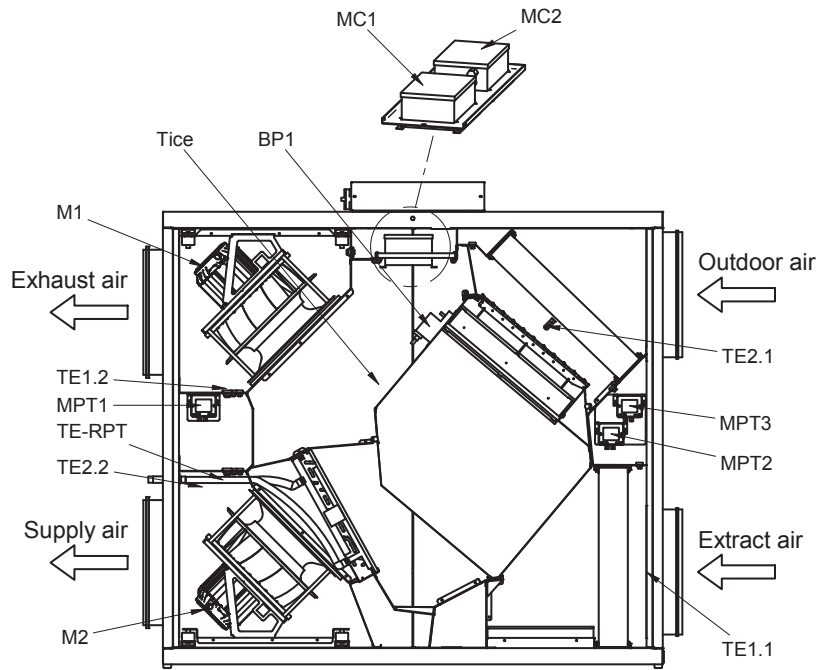 MC1
MC2
Tice
BP1
M1
Exhaust air
Outdoor air
TE2.1
TE1.2
MPT1
TE-RPT
TE2.2
MPT3
MPT2
Supply air
Extract air
M2
TE1.1